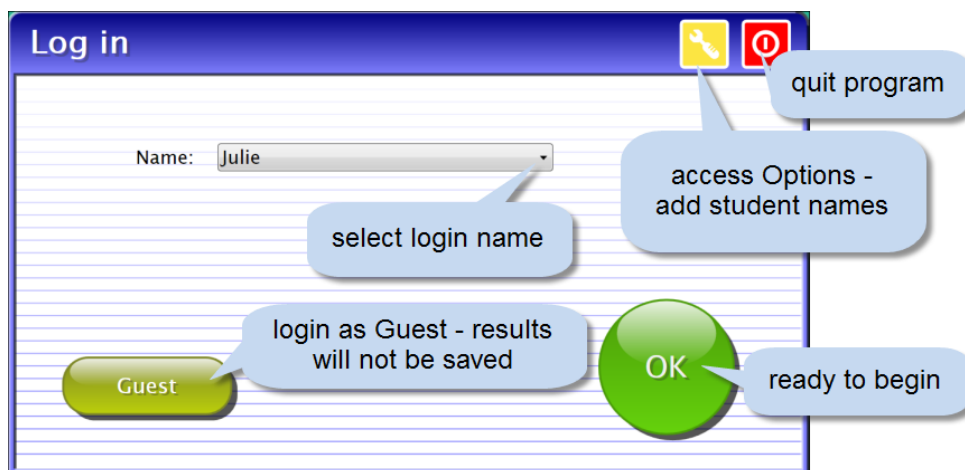 Log in
quit program
access Options -
add student names
Name: Julie
select login name
login as Guest - results
will not be saved
Guest
OK
ready to begin